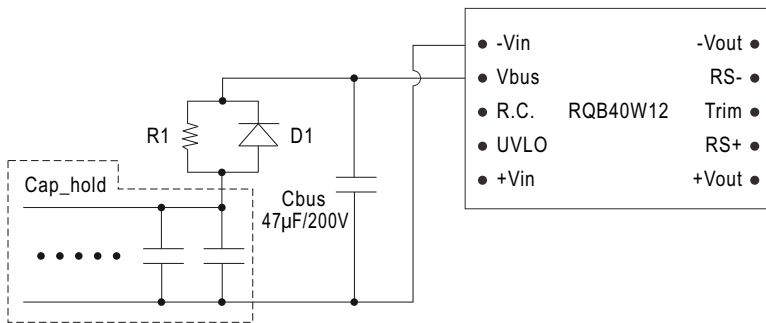 -Vin -Vout
Vbus RS-
R.C. RQB40W12 Trim
UVLO RS+
+Vin +Vout
R1 D1
Cap_hold
Cbus
47µF/200V